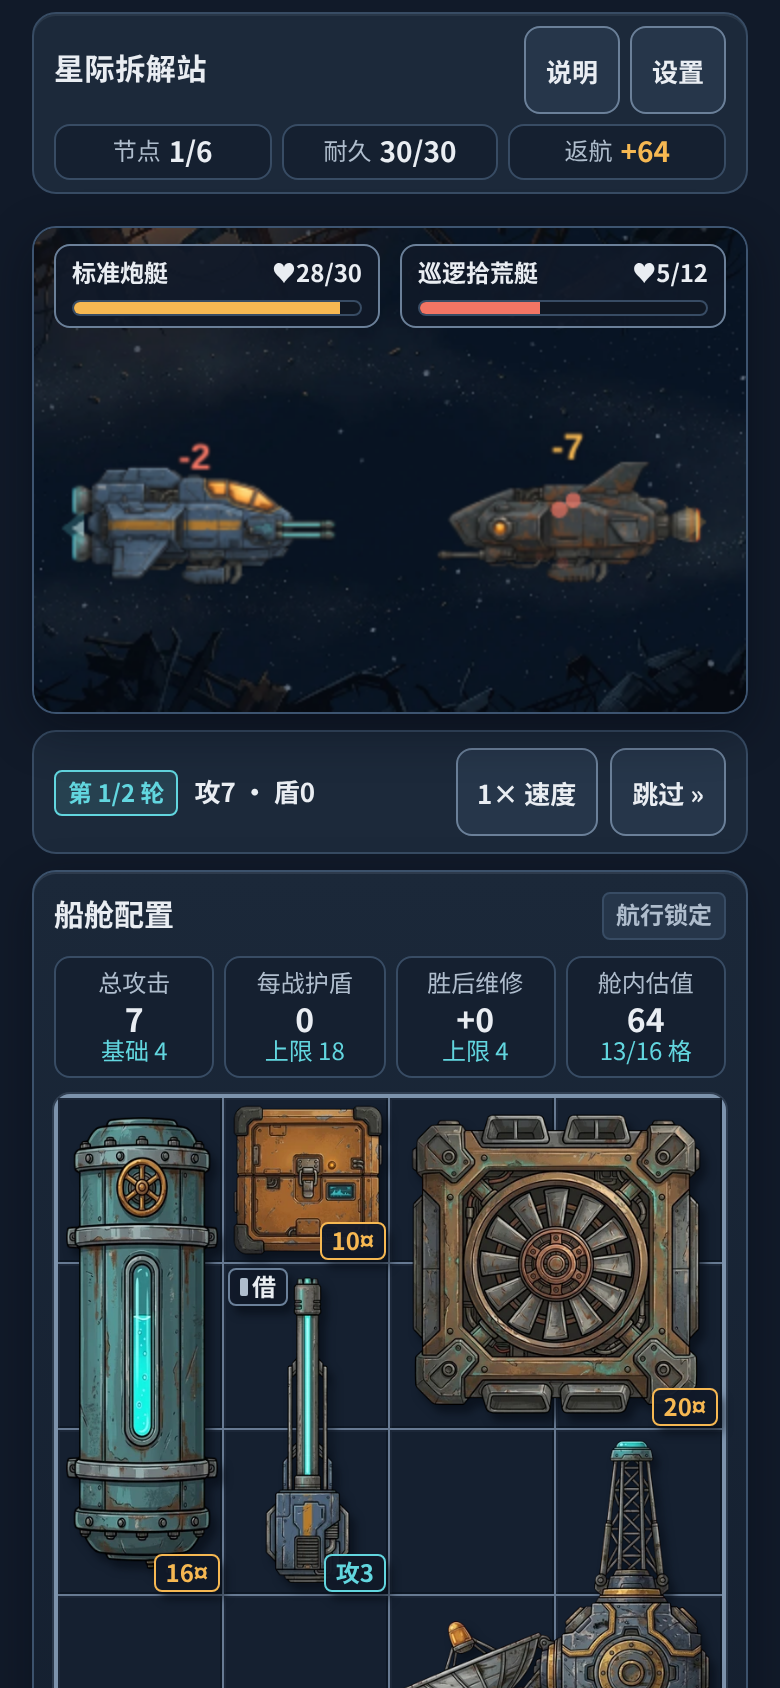 星际拆解站
说明
设置
节点 1/6
耐久 30/30
返航 +64
标准炮艇 ♥28/30
巡逻拾荒艇 ♥5/12
-2
-7
第 1/2 轮
攻7 · 盾0
1× 速度
跳过 »
船舱配置
航行锁定
总攻击
7
基础 4
每战护盾
0
上限 18
胜后维修
+0
上限 4
舱内估值
64
13/16 格
10¤
借
20¤
16¤
攻3